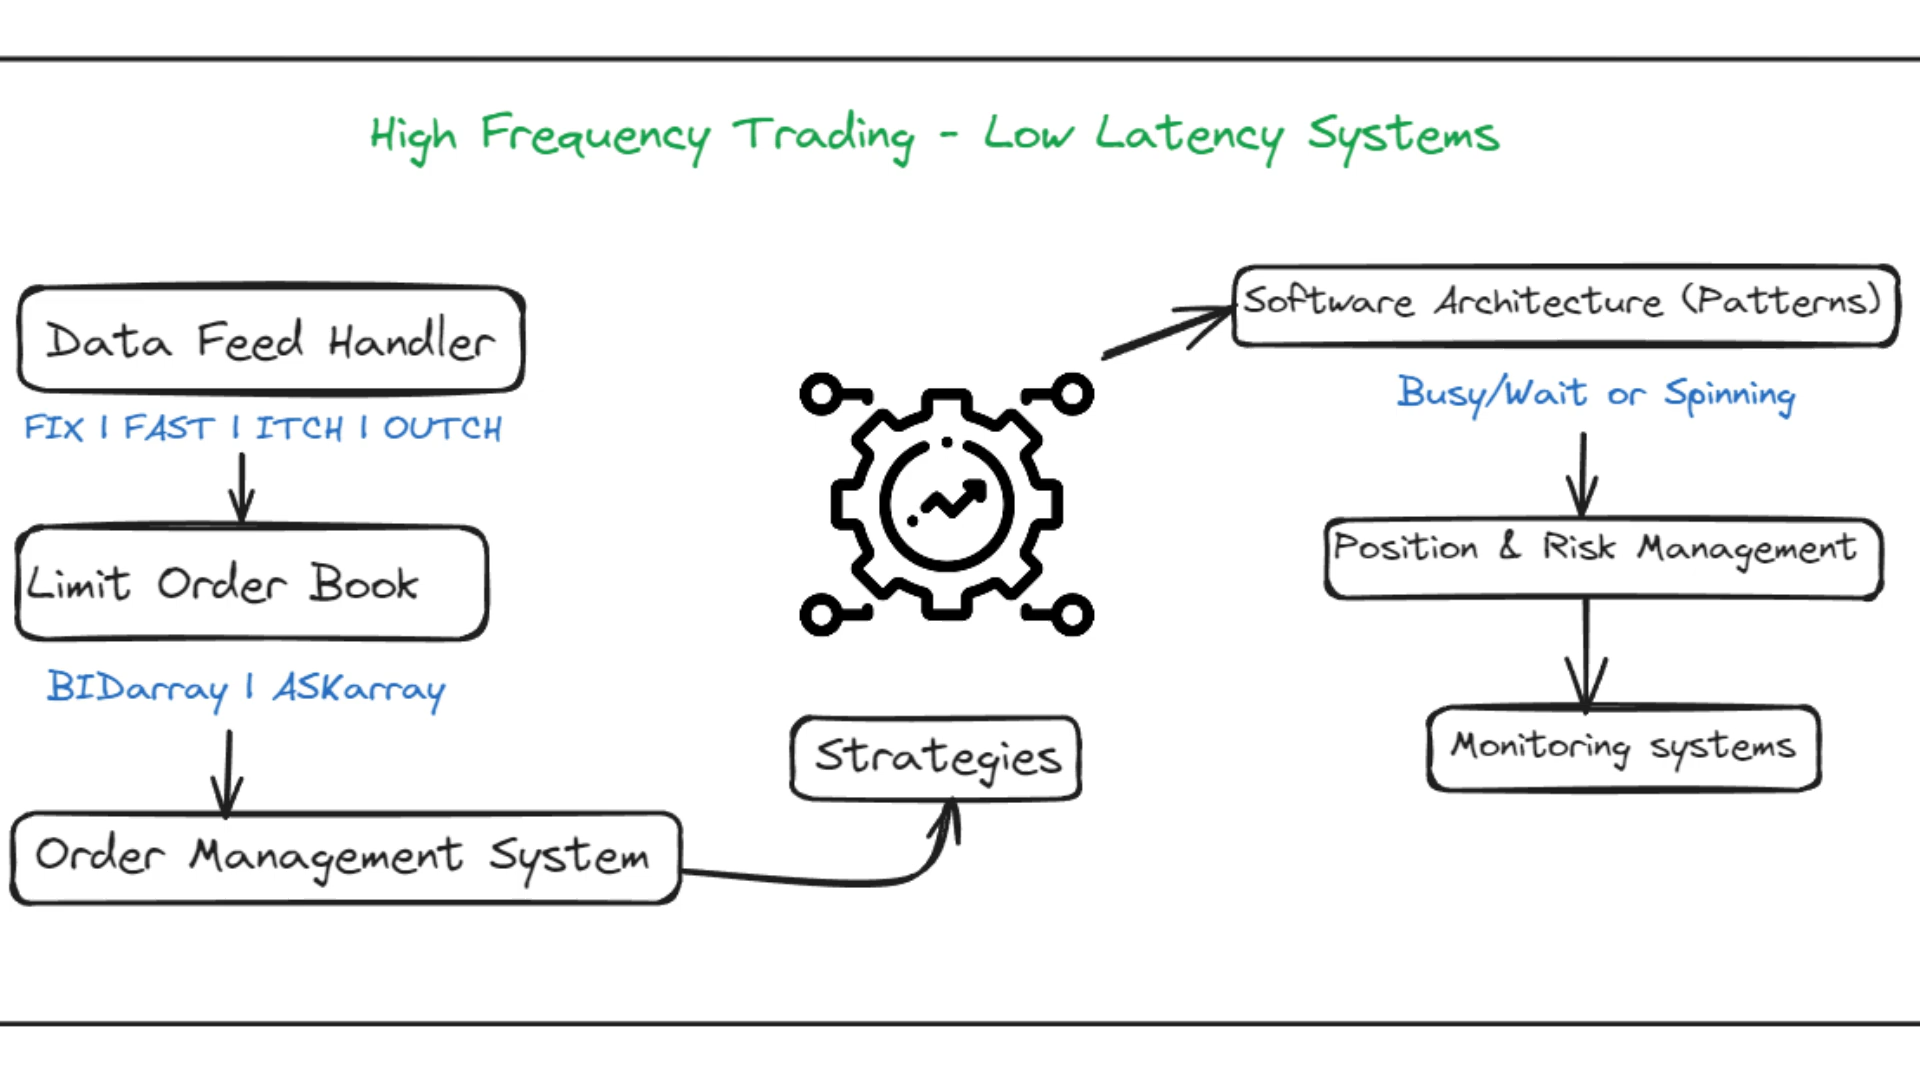 High Frequency Trading - Low Latency Systems
Data Feed Handler
FIX | FAST | ITCH | OUTCH
Limit Order Book
BIDarray | ASKarray
Order Management System
Strategies
Software Architecture (Patterns)
Busy/Wait or Spinning
Position & Risk Management
Monitoring systems